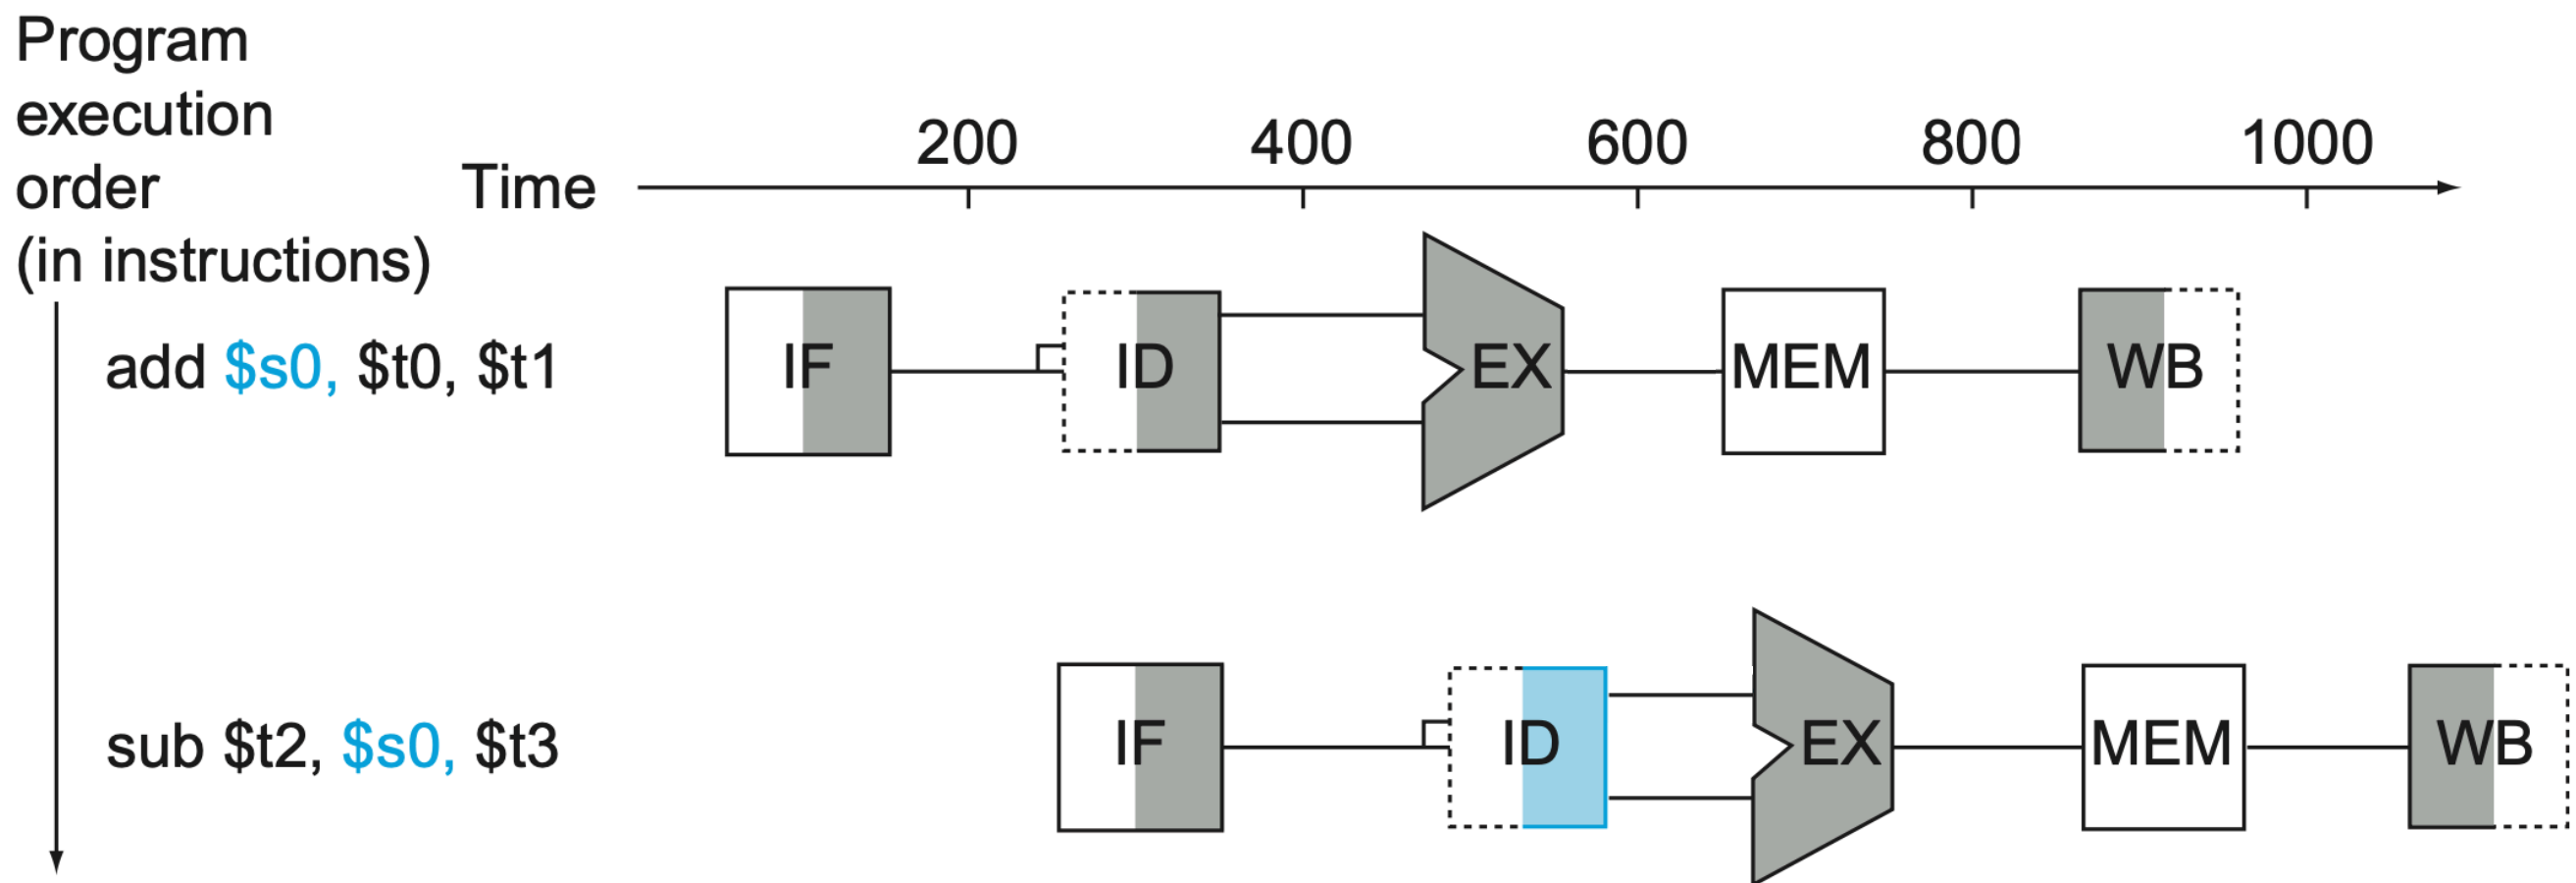 Program
execution
order
(in instructions)
Time
200 400 600 800 1000
add $s0, $t0, $t1
IF ID EX MEM WB
sub $t2, $s0, $t3
IF ID EX MEM WB